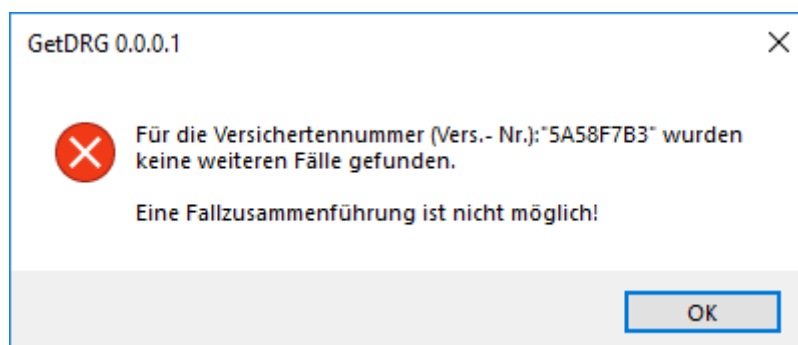 GetDRG 0.0.0.1
Für die Versichertennummer (Vers.- Nr.):"5A58F7B3" wurden
keine weiteren Fälle gefunden.
Eine Fallzusammenführung ist nicht möglich!
OK